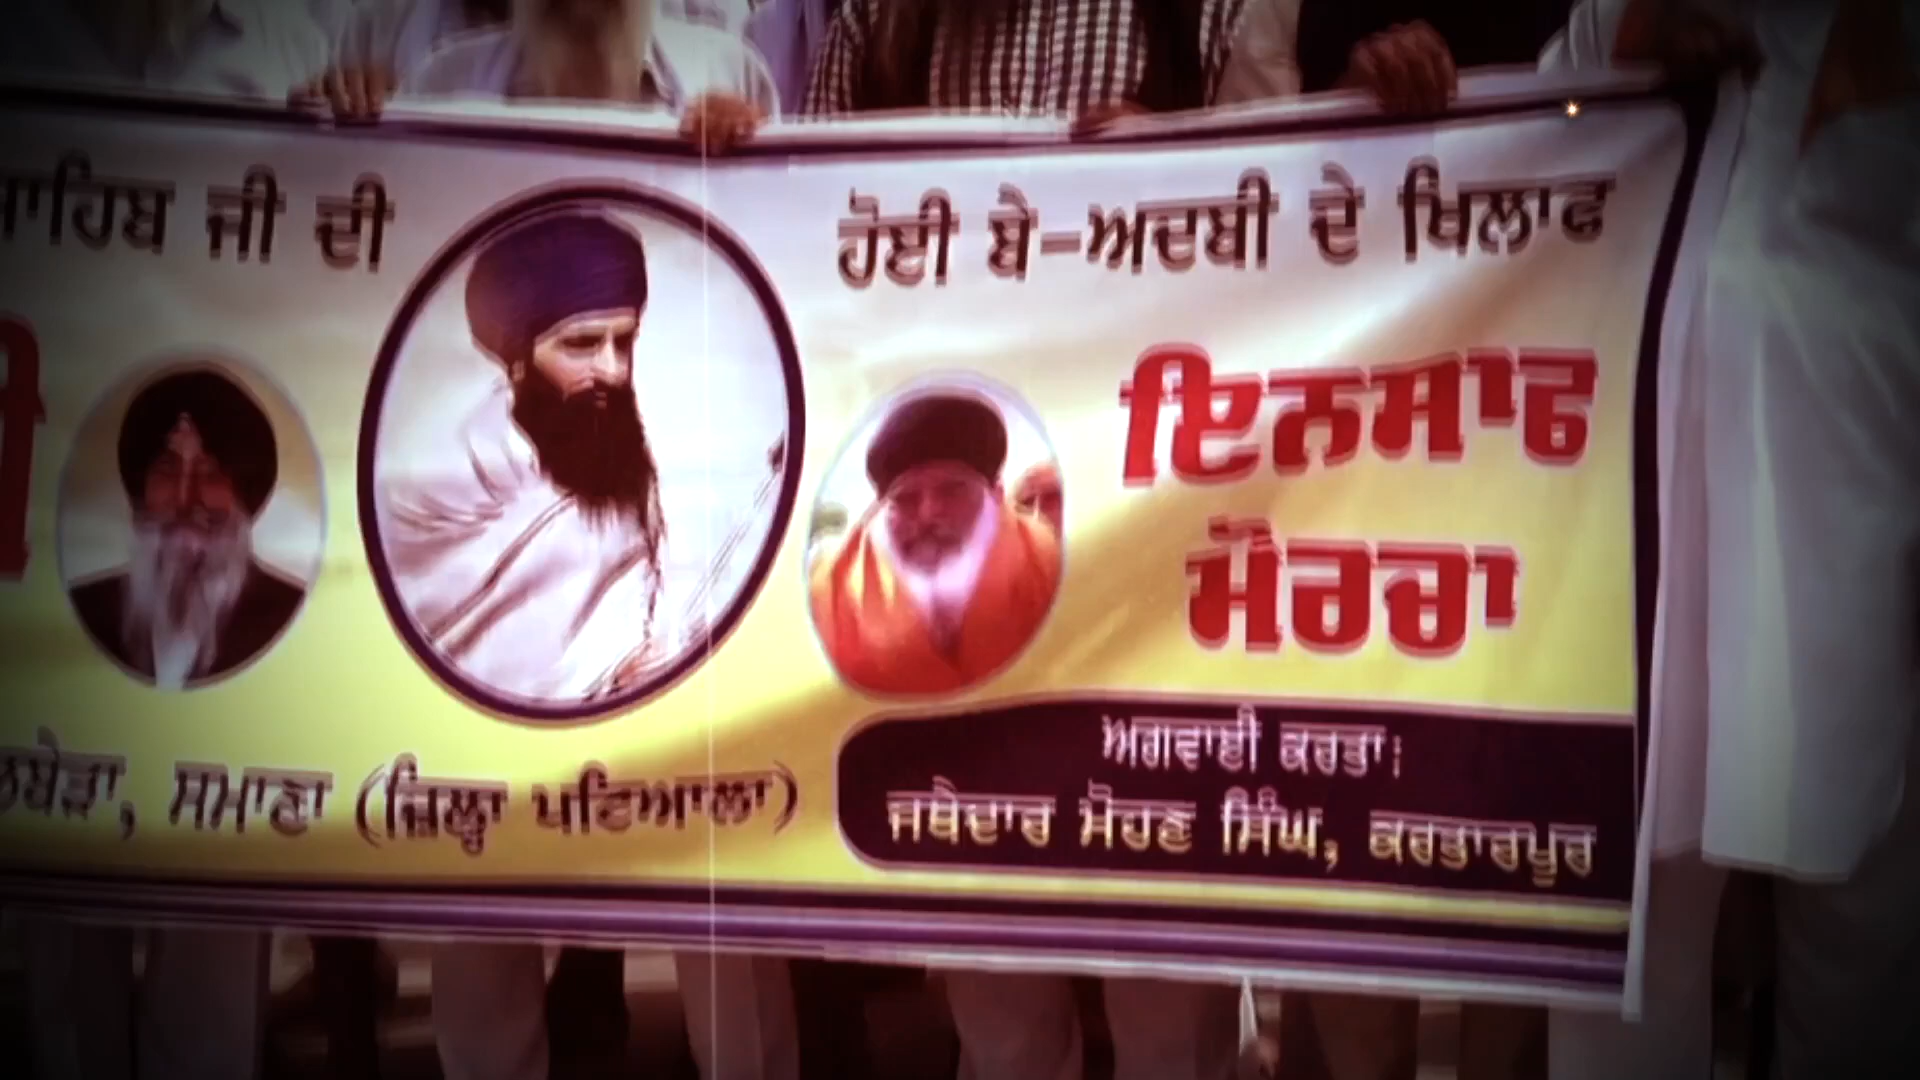 ਸਾਹਿਬ ਜੀ ਦੀ
ਹੋਈ ਬੇ-ਅਦਬੀ ਦੇ ਖਿਲਾਫ
ਇਨਸਾਫ
ਮੋਰਚਾ
ਸਮਾਣਾ (ਜ਼ਿਲ੍ਹਾ ਪਟਿਆਲਾ)
ਅਗਵਾਈ ਕਰਤਾ:
ਜਥੇਦਾਰ ਮੋਹਣ ਸਿੰਘ, ਕਰਤਾਰਪੁਰ